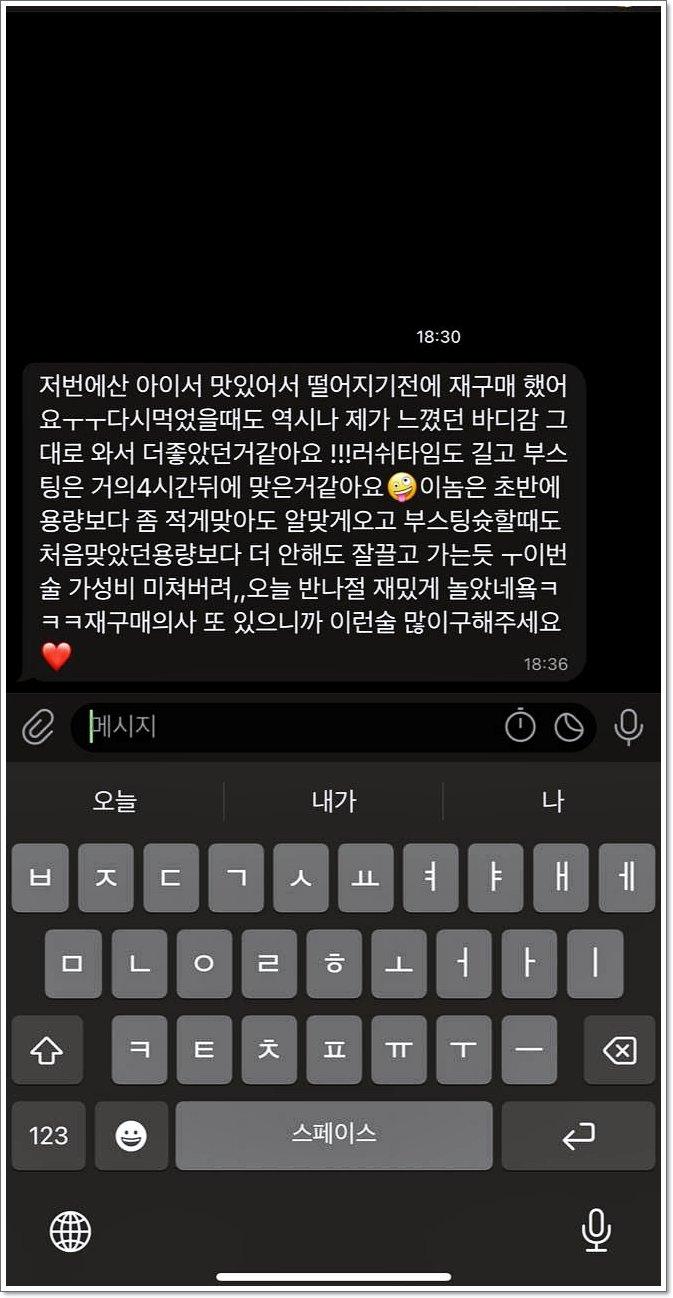 18:30
저번에산 아이서 맛있어서 떨어지기전에 재구매 했어
요ㅜㅜ다시먹었을때도 역시나 제가 느꼈던 바디감 그
대로 와서 더좋았던거같아요 !!!러쉬타임도 길고 부스
팅은 거의4시간뒤에 맞은거같아요🤪이놈은 초반에
용량보다 좀 적게맞아도 알맞게오고 부스팅슛할때도
처음맞았던용량보다 더 안해도 잘끌고 가는듯 ㅜ이번
술 가성비 미쳐버려,,오늘 반나절 재밌게 놀았네욬ㅋ
ㅋㅋ재구매의사 또 있으니까 이런술 많이구해주세요
❤️
18:36
메시지
오늘 내가 나
ㅂ ㅈ ㄷ ㄱ ㅅ ㅛ ㅕ ㅑ ㅐ ㅔ
ㅁ ㄴ ㅇ ㄹ ㅎ ㅗ ㅓ ㅏ ㅣ
ㅋ ㅌ ㅊ ㅍ ㅠ ㅜ ㅡ
123 스페이스